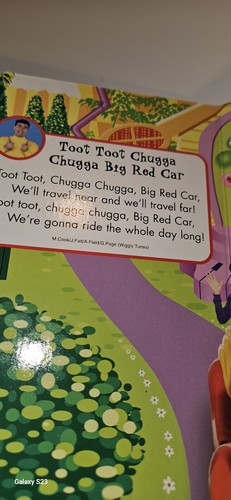 Toot Toot Chugga
Chugga Big Red Car
Toot Toot, Chugga Chugga, Big Red Car,
We'll travel near and we'll travel far!
oot toot, chugga chugga, Big Red Car,
We're gonna ride the whole day long!
M.Cook/J.Fatt/A.Field/G.Page (Wiggly Tunes)
Galaxy S23